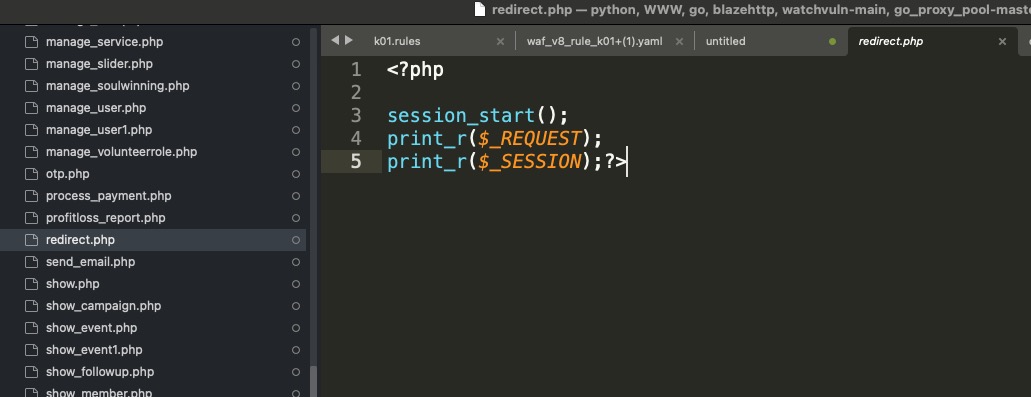 redirect.php — python, WWW, go, blazehttp, watchvuln-main, go_proxy_pool-maste
manage_service.php
manage_slider.php
manage_soulwinning.php
manage_user.php
manage_user1.php
manage_volunteerrole.php
otp.php
process_payment.php
profitloss_report.php
redirect.php
send_email.php
show.php
show_campaign.php
show_event.php
show_event1.php
show_followup.php
show_member.php
k01.rules × waf_v8_rule_k01+(1).yaml × untitled redirect.php ×
1 <?php
2
3 session_start();
4 print_r($_REQUEST);
5 print_r($_SESSION);?>